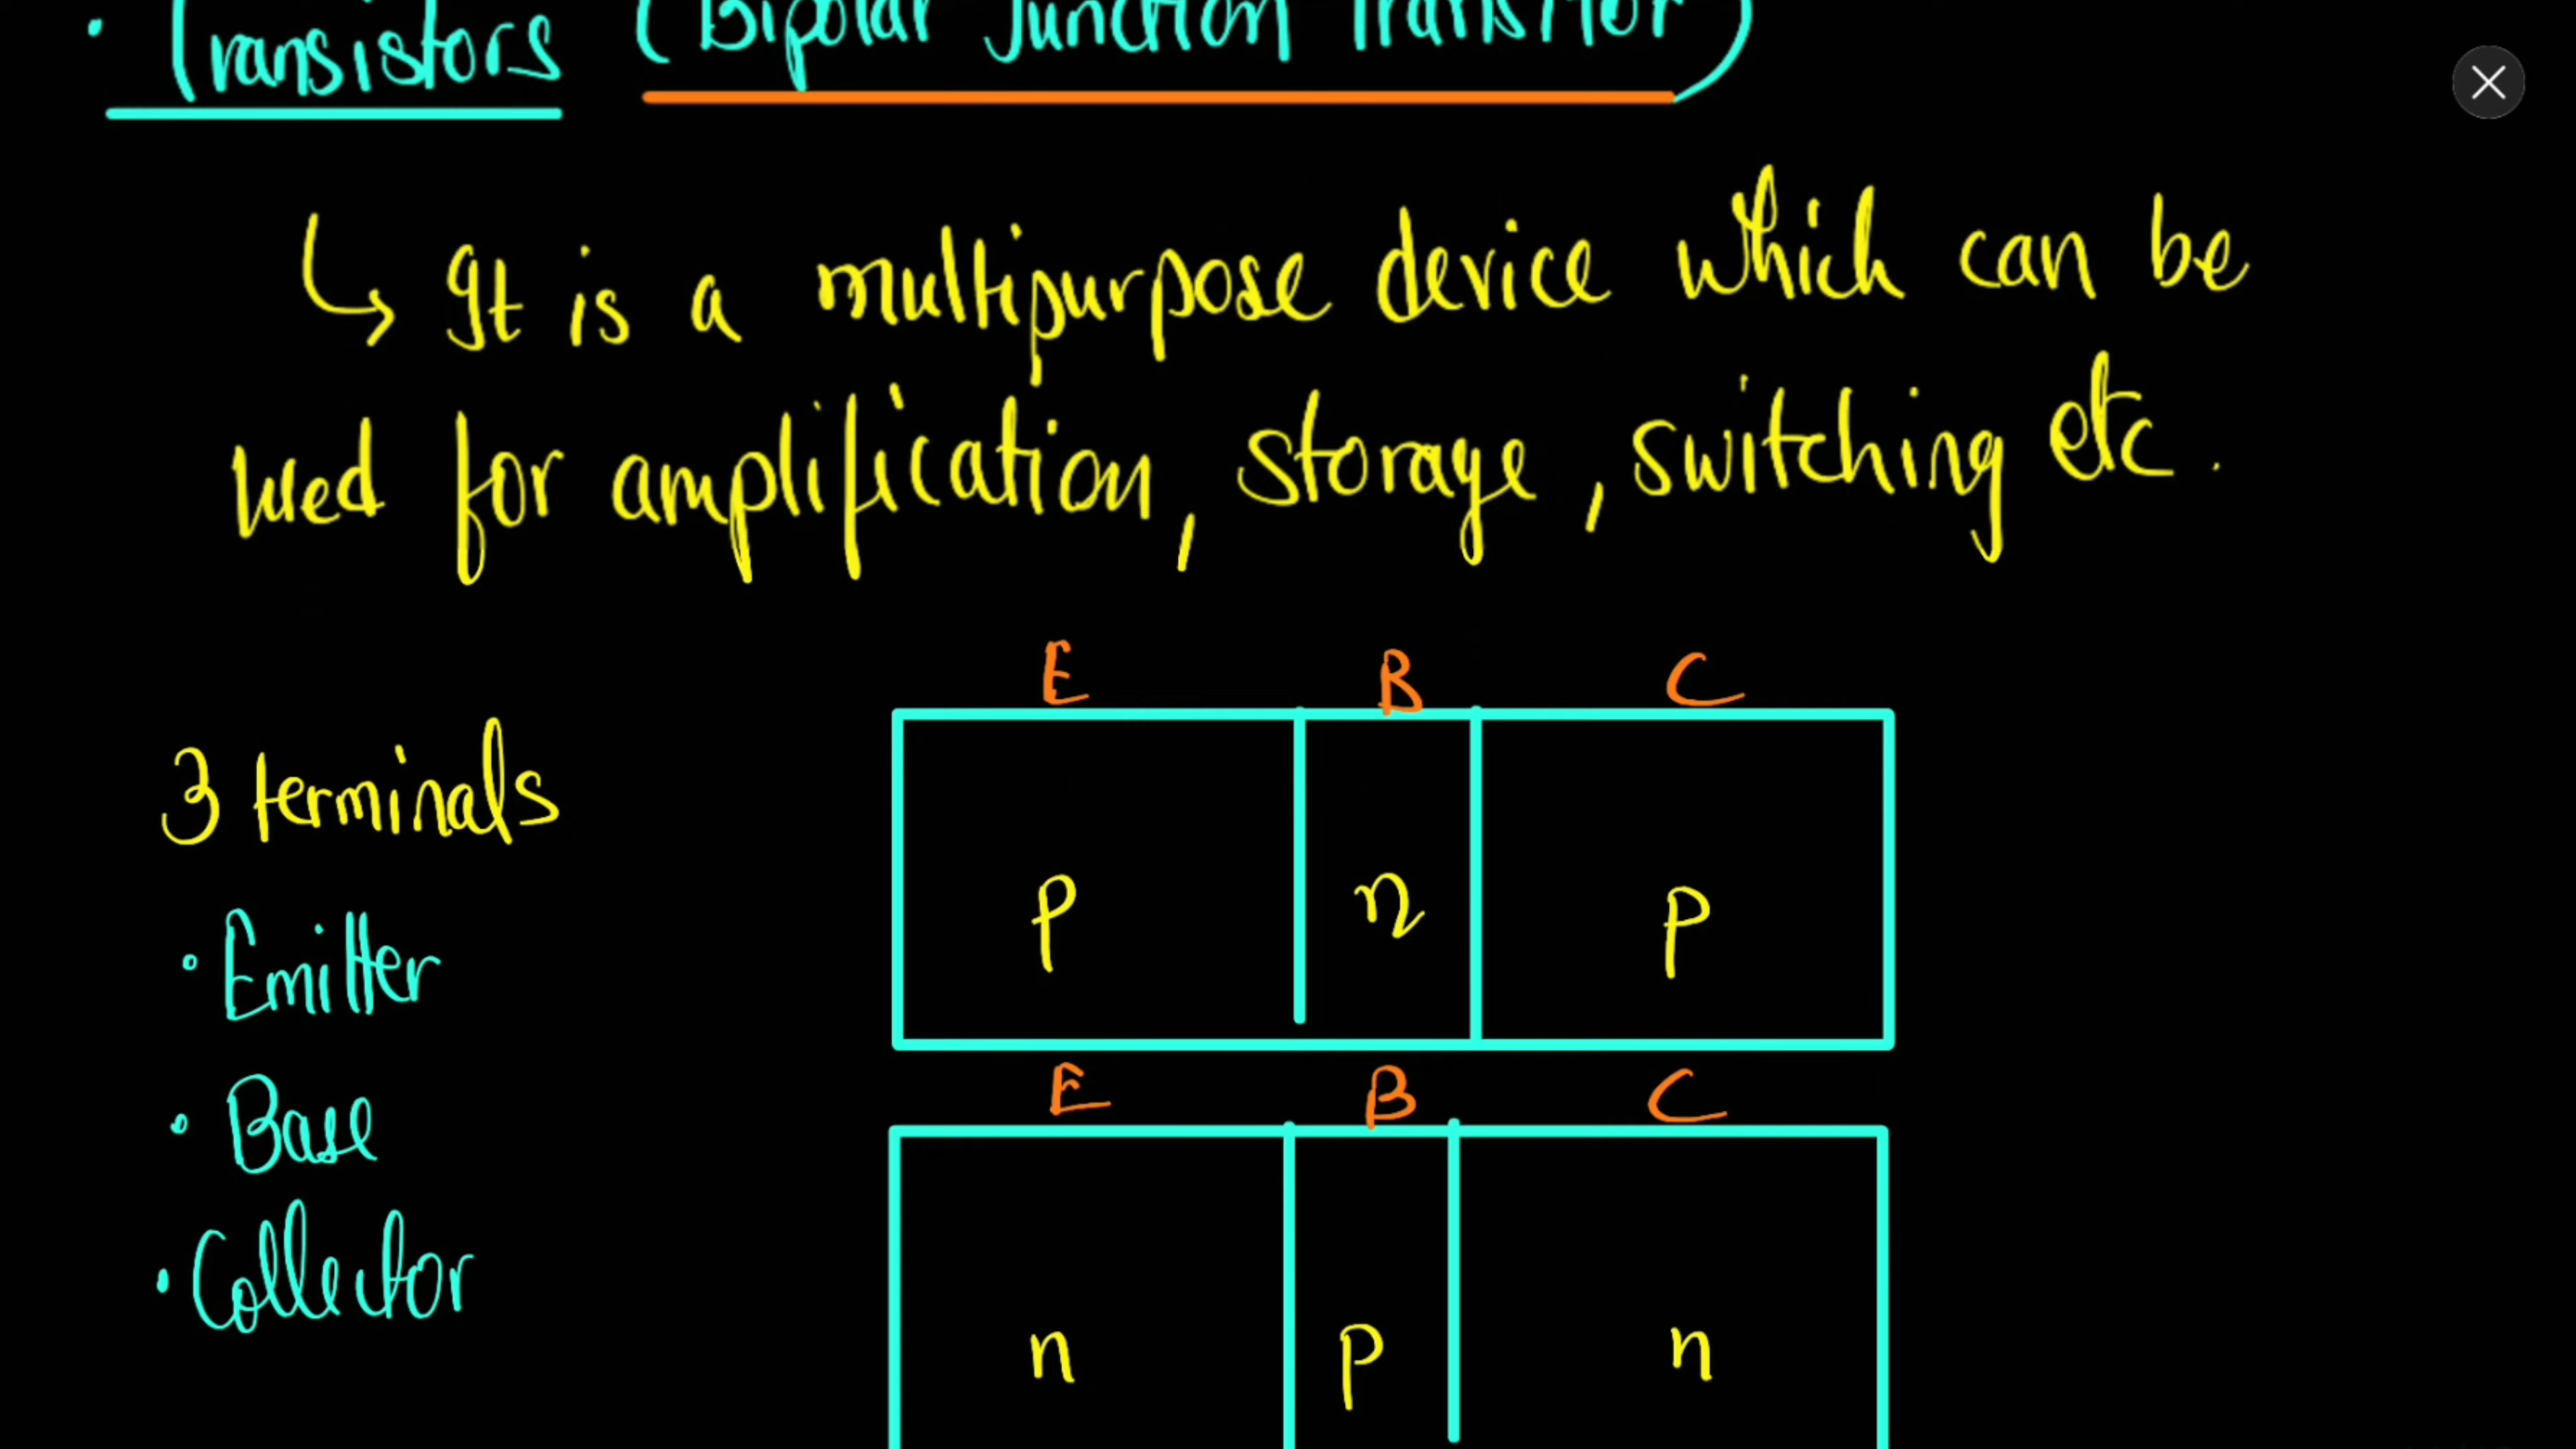 • Transistors (Bipolar Junction Transistor)
↳ It is a multipurpose device which can be
used for amplification, storage, switching etc.
E B C
3 terminals
p n p
• Emitter
E B C
• Base
• Collector
n p n